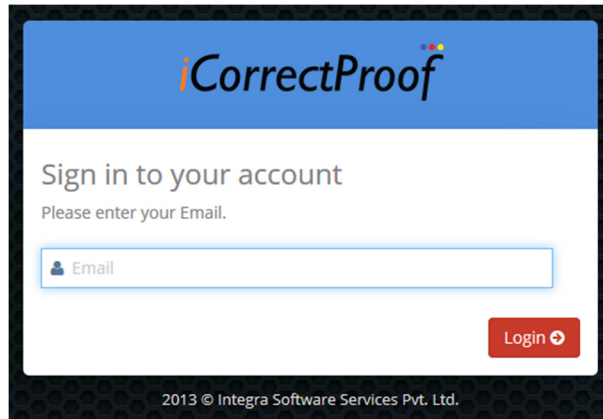 iCorrectProof
Sign in to your account
Please enter your Email.
Email
Login
2013 © Integra Software Services Pvt. Ltd.